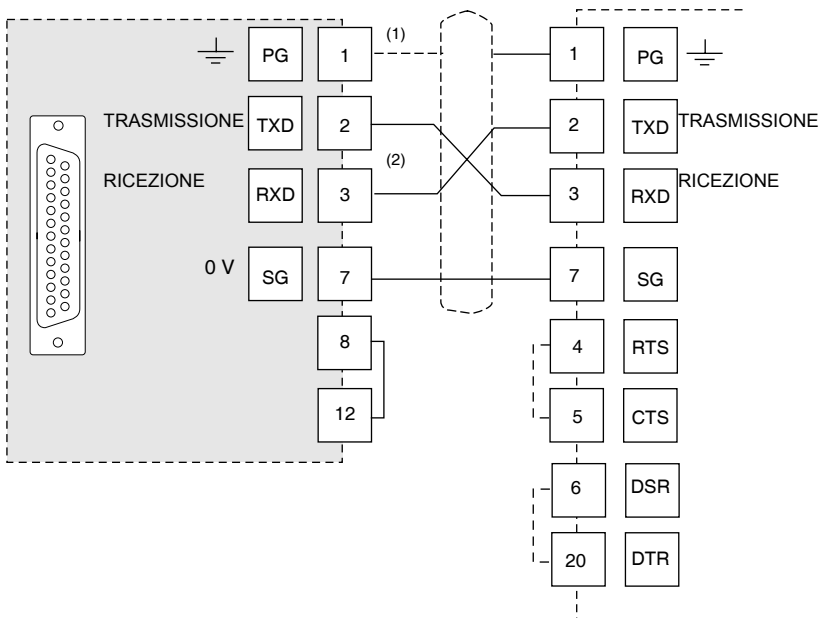 PG 1 (1) 1 PG
TRASMISSIONE TXD 2 2 TXD TRASMISSIONE
(2)
RICEZIONE RXD 3 3 RXD RICEZIONE
0 V SG 7 7 SG
8 4 RTS
12 5 CTS
6 DSR
20 DTR